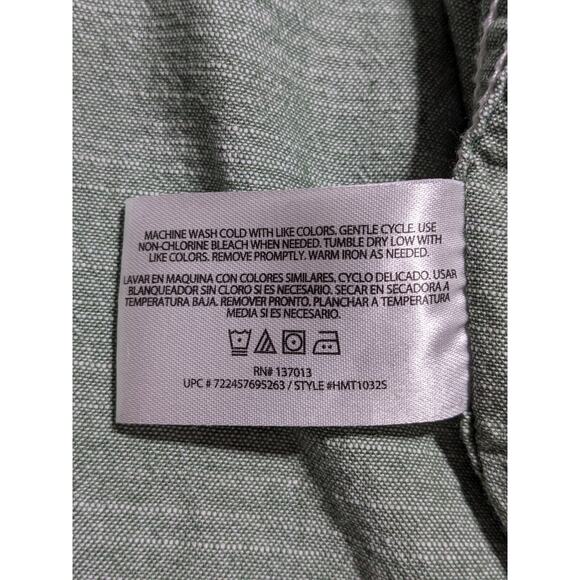 MACHINE WASH COLD WITH LIKE COLORS. GENTLE CYCLE. USE
NON-CHLORINE BLEACH WHEN NEEDED. TUMBLE DRY LOW WITH
LIKE COLORS. REMOVE PROMPTLY. WARM IRON AS NEEDED.
LAVAR EN MAQUINA CON COLORES SIMILARES. CYCLO DELICADO. USAR
BLANQUEADOR SIN CLORO SI ES NECESARIO. SECAR EN SECADORA A
TEMPERATURA BAJA. REMOVER PRONTO. PLANCHAR A TEMPERATURA
MEDIA SI ES NECESARIO.
RN# 137013
UPC # 722457695263 / STYLE #HMT1032S